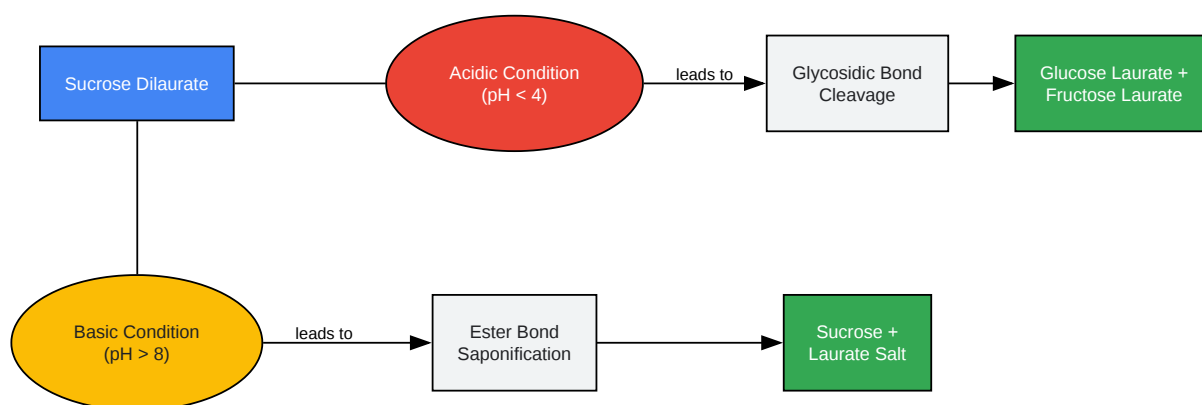 Sucrose Dilaurate
Acidic Condition
(pH < 4)
leads to
Glycosidic Bond
Cleavage
Glucose Laurate +
Fructose Laurate
Basic Condition
(pH > 8)
leads to
Ester Bond
Saponification
Sucrose +
Laurate Salt